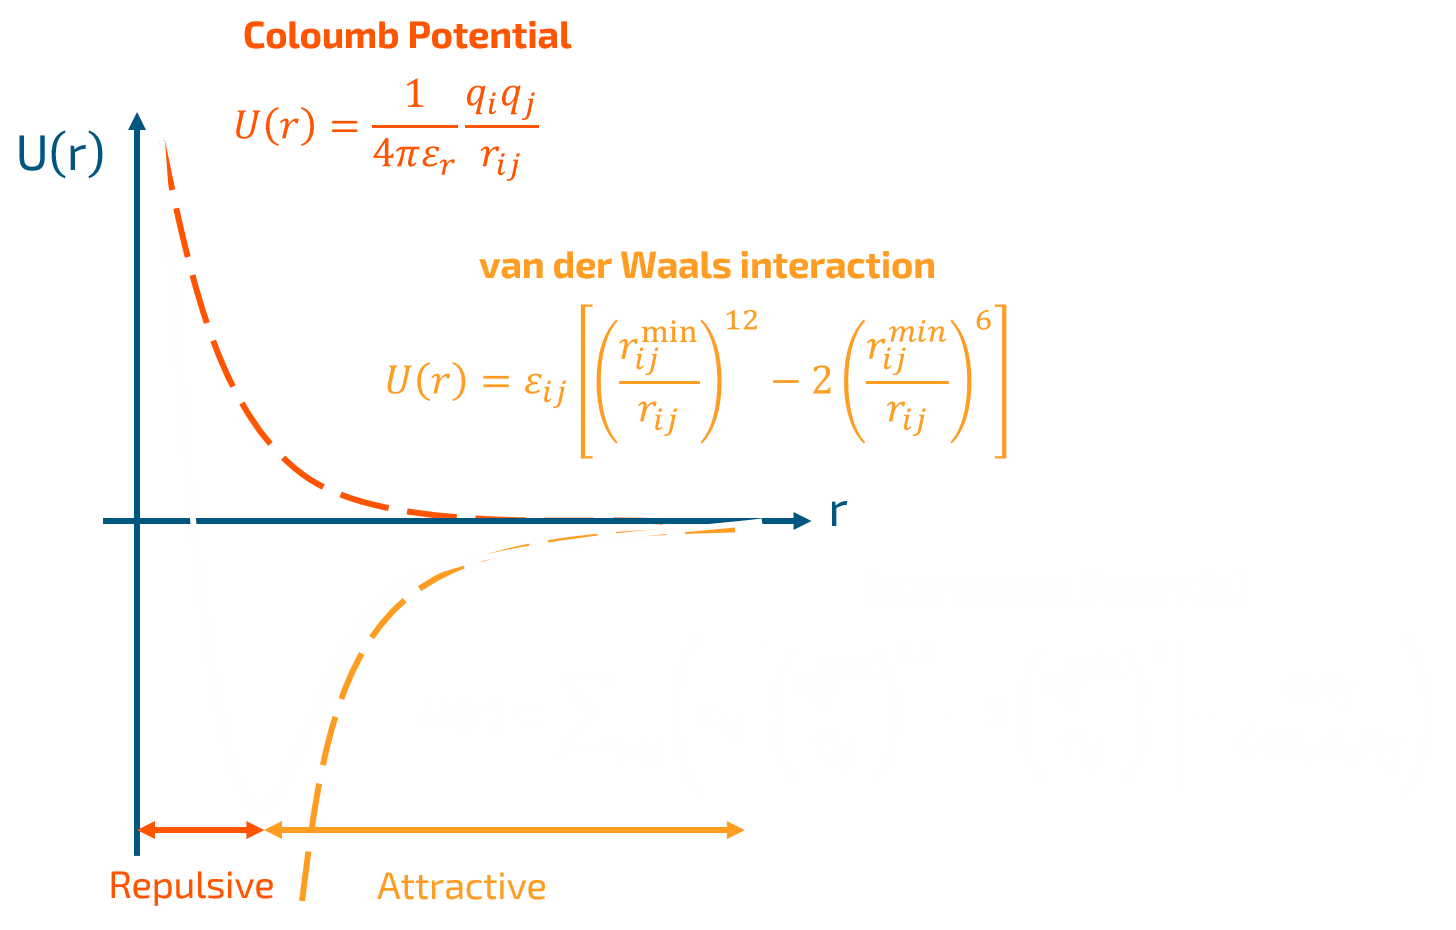 Coloumb Potential
U(r) = \frac{1}{4\pi\varepsilon_r} \frac{q_i q_j}{r_{ij}}
U(r)
van der Waals interaction
U(r) = \varepsilon_{ij} \left[ \left( \frac{r_{ij}^{\min}}{r_{ij}} \right)^{12} - 2 \left( \frac{r_{ij}^{min}}{r_{ij}} \right)^{6} \right]
r
Repulsive
Attractive